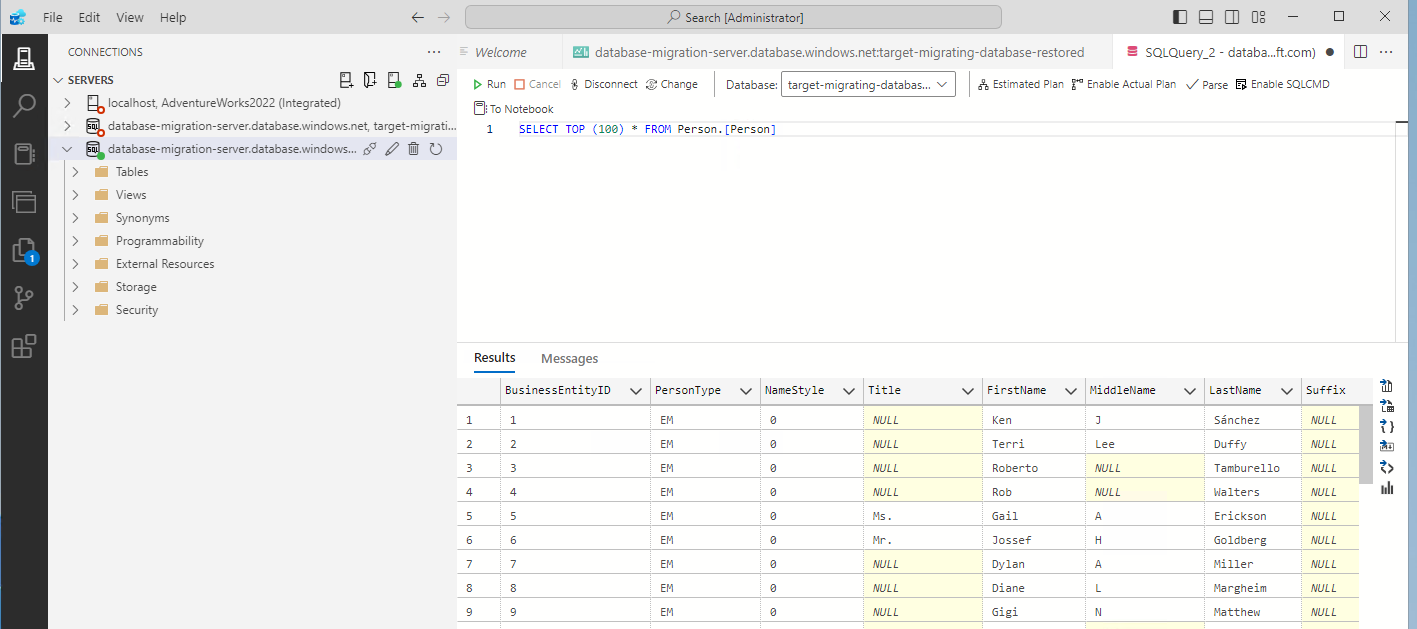 File Edit View Help
Search [Administrator]
CONNECTIONS
SERVERS
localhost, AdventureWorks2022 (Integrated)
database-migration-server.database.windows.net, target-migrati...
database-migration-server.database.windows...
Tables
Views
Synonyms
Programmability
External Resources
Storage
Security
1
Welcome
database-migration-server.database.windows.net:target-migrating-database-restored
SQLQuery_2 - databa...ft.com)
Run Cancel Disconnect Change Database: target-migrating-databas... Estimated Plan Enable Actual Plan Parse Enable SQLCMD
To Notebook
1 SELECT TOP (100) * FROM Person.[Person]
Results Messages
BusinessEntityID PersonType NameStyle Title FirstName MiddleName LastName Suffix
1 1 EM 0 NULL Ken J Sánchez NULL
2 2 EM 0 NULL Terri Lee Duffy NULL
3 3 EM 0 NULL Roberto NULL Tamburello NULL
4 4 EM 0 NULL Rob NULL Walters NULL
5 5 EM 0 Ms. Gail A Erickson NULL
6 6 EM 0 Mr. Jossef H Goldberg NULL
7 7 EM 0 NULL Dylan A Miller NULL
8 8 EM 0 NULL Diane L Margheim NULL
9 9 EM 0 NULL Gigi N Matthew NULL